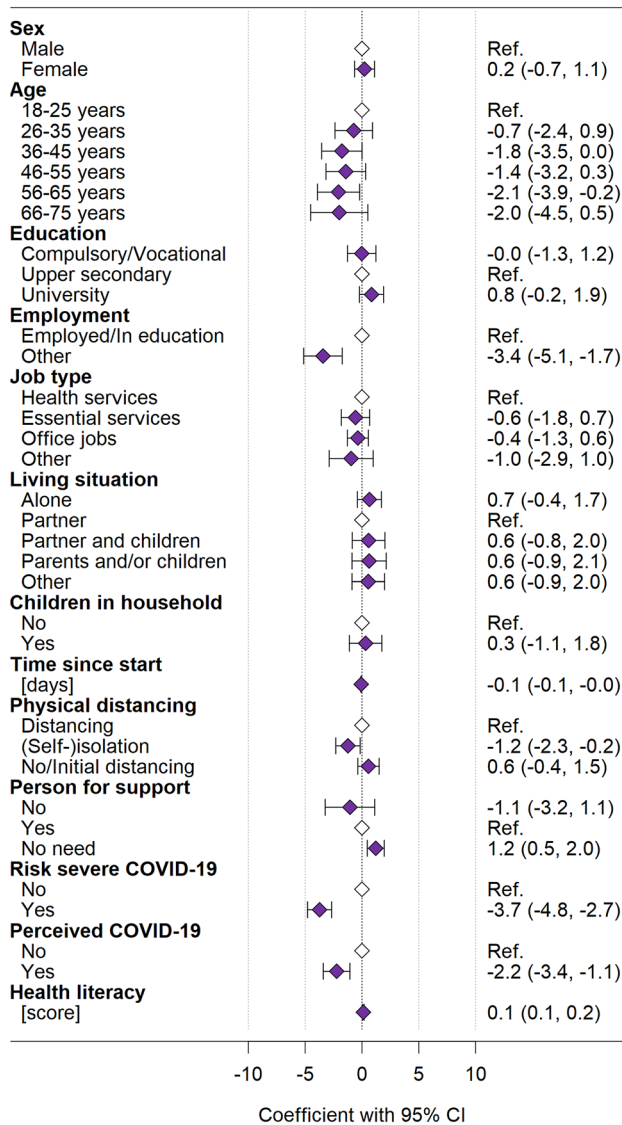 Sex
Male Ref.
Female 0.2 (-0.7, 1.1)
Age
18-25 years Ref.
26-35 years -0.7 (-2.4, 0.9)
36-45 years -1.8 (-3.5, 0.0)
46-55 years -1.4 (-3.2, 0.3)
56-65 years -2.1 (-3.9, -0.2)
66-75 years -2.0 (-4.5, 0.5)
Education
Compulsory/Vocational -0.0 (-1.3, 1.2)
Upper secondary Ref.
University 0.8 (-0.2, 1.9)
Employment
Employed/In education Ref.
Other -3.4 (-5.1, -1.7)
Job type
Health services Ref.
Essential services -0.6 (-1.8, 0.7)
Office jobs -0.4 (-1.3, 0.6)
Other -1.0 (-2.9, 1.0)
Living situation
Alone 0.7 (-0.4, 1.7)
Partner Ref.
Partner and children 0.6 (-0.8, 2.0)
Parents and/or children 0.6 (-0.9, 2.1)
Other 0.6 (-0.9, 2.0)
Children in household
No Ref.
Yes 0.3 (-1.1, 1.8)
Time since start
[days] -0.1 (-0.1, -0.0)
Physical distancing
Distancing Ref.
(Self-)isolation -1.2 (-2.3, -0.2)
No/Initial distancing 0.6 (-0.4, 1.5)
Person for support
No -1.1 (-3.2, 1.1)
Yes Ref.
No need 1.2 (0.5, 2.0)
Risk severe COVID-19
No Ref.
Yes -3.7 (-4.8, -2.7)
Perceived COVID-19
No Ref.
Yes -2.2 (-3.4, -1.1)
Health literacy
[score] 0.1 (0.1, 0.2)
-10 -5 0 5 10
Coefficient with 95% CI